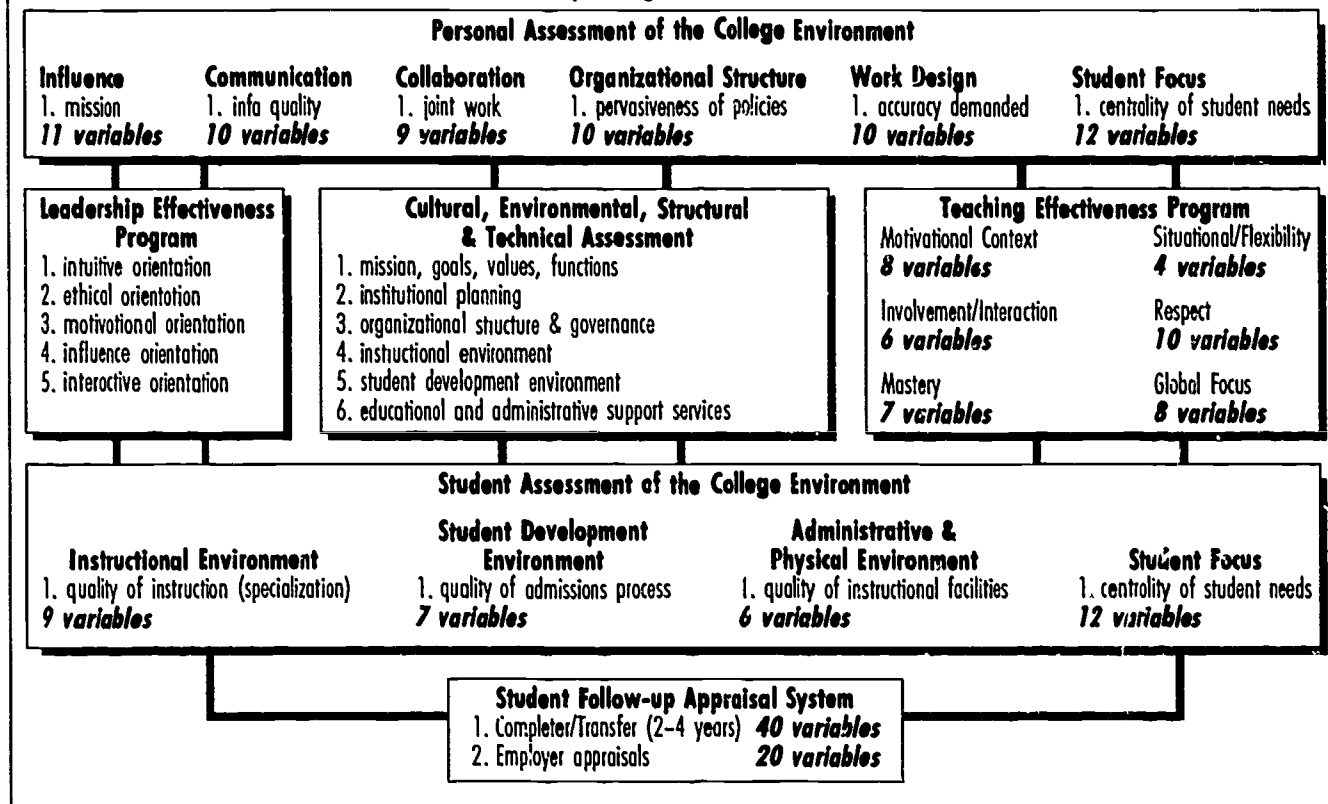 Personal Assessment of the College Environment
Influence
1. mission
11 variables
Communication
1. info quality
10 variables
Collaboration
1. joint work
9 variables
Organizational Structure
1. pervasiveness of policies
10 variables
Work Design
1. accuracy demanded
10 variables
Student Focus
1. centrality of student needs
12 variables
Leadership Effectiveness
Program
1. intuitive orientation
2. ethical orientation
3. motivational orientation
4. influence orientation
5. interactive orientation
Cultural, Environmental, Structural
& Technical Assessment
1. mission, goals, values, functions
2. institutional planning
3. organizational structure & governance
4. instructional environment
5. student development environment
6. educational and administrative support services
Teaching Effectiveness Program
Motivational Context
8 variables
Situational/Flexibility
4 variables
Involvement/Interaction
6 variables
Respect
10 variables
Mastery
7 variables
Global Focus
8 variables
Student Assessment of the College Environment
Instructional Environment
1. quality of instruction (specialization)
9 variables
Student Development
Environment
1. quality of admissions process
7 variables
Administrative &
Physical Environment
1. quality of instructional facilities
6 variables
Student Focus
1. centrality of student needs
12 variables
Student Follow-up Appraisal System
1. Completer/Transfer (2–4 years) 40 variables
2. Employer appraisals 20 variables